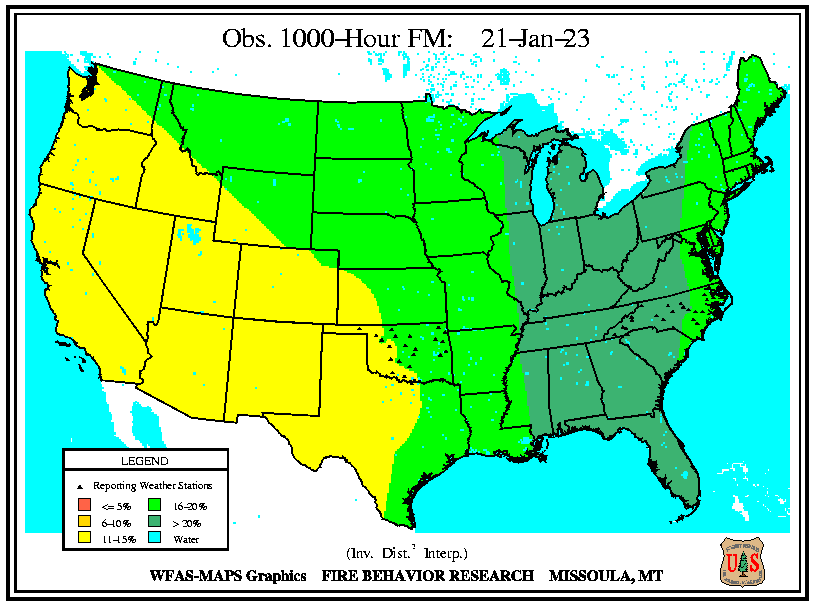 Obs. 1000-Hour FM: 21-Jan-23
LEGEND
Reporting Weather Stations
<= 5% 16-20%
6-10% > 20%
11-15% Water
(Inv. Dist.² Interp.)
WFAS-MAPS Graphics FIRE BEHAVIOR RESEARCH MISSOULA, MT
U S